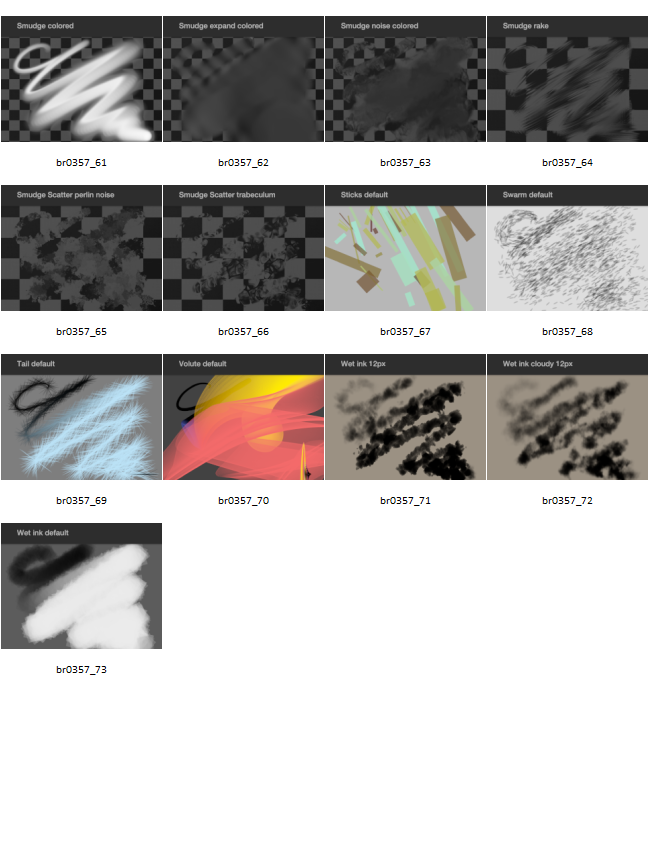 Smudge colored
Smudge expand colored
Smudge noise colored
Smudge rake
br0357_61
br0357_62
br0357_63
br0357_64
Smudge Scatter perlin noise
Smudge Scatter trabeculum
Sticks default
Swarm default
br0357_65
br0357_66
br0357_67
br0357_68
Tail default
Volute default
Wet ink 12px
Wet ink cloudy 12px
br0357_69
br0357_70
br0357_71
br0357_72
Wet ink default
br0357_73